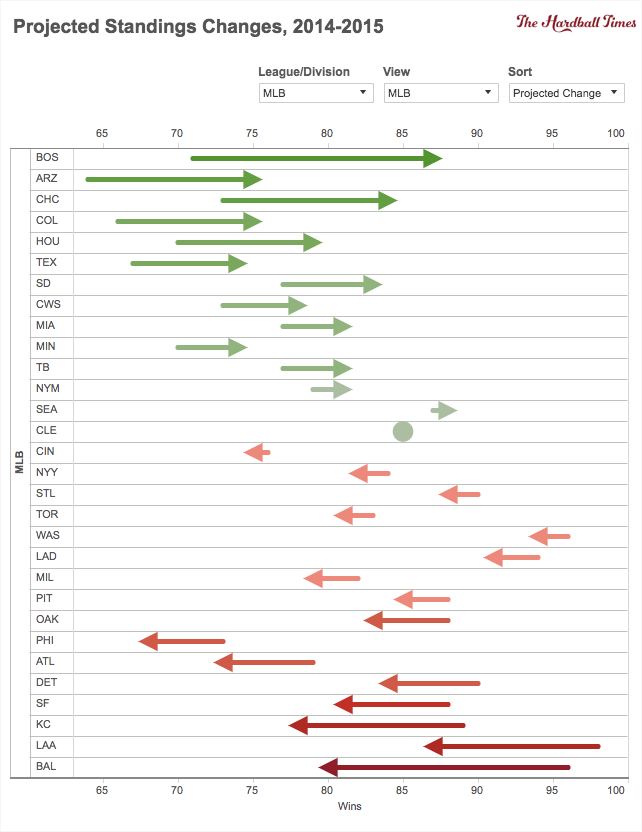 Projected Standings Changes, 2014-2015
The Hardball Times
League/Division View Sort
MLB MLB Projected Change
65 70 75 80 85 90 95 100
BOS
ARZ
CHC
COL
HOU
TEX
SD
CWS
MIA
MIN
TB
NYM
SEA
CLE
MLB
CIN
NYY
STL
TOR
WAS
LAD
MIL
PIT
OAK
PHI
ATL
DET
SF
KC
LAA
BAL
65 70 75 80 85 90 95 100
Wins